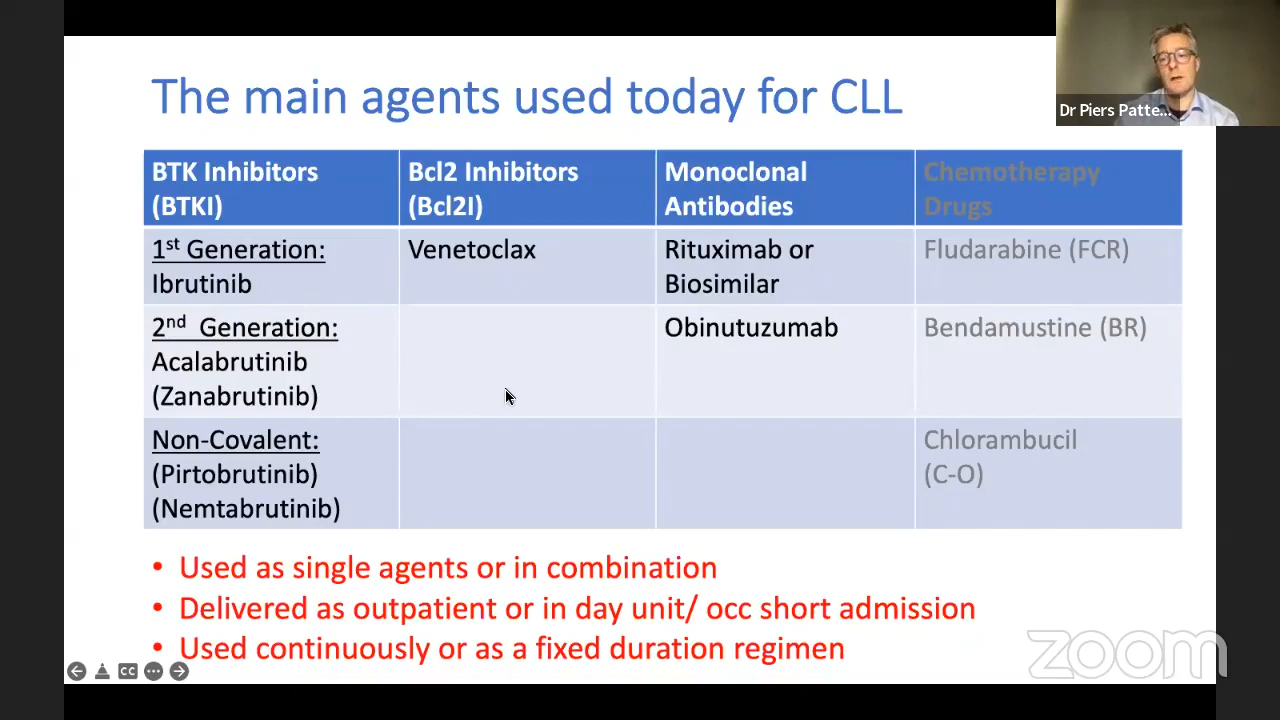 The main agents used today for CLL
Dr Piers Patte...
BTK Inhibitors
(BTKI)
Bcl2 Inhibitors
(Bcl2I)
Monoclonal
Antibodies
Chemotherapy
Drugs
1st Generation:
Ibrutinib
Venetoclax
Rituximab or
Biosimilar
Fludarabine (FCR)
2nd Generation:
Acalabrutinib
(Zanabrutinib)
Obinutuzumab
Bendamustine (BR)
Non-Covalent:
(Pirtobrutinib)
(Nemtabrutinib)
Chlorambucil
(C-O)
• Used as single agents or in combination
• Delivered as outpatient or in day unit/ occ short admission
• Used continuously or as a fixed duration regimen
CC
zoom